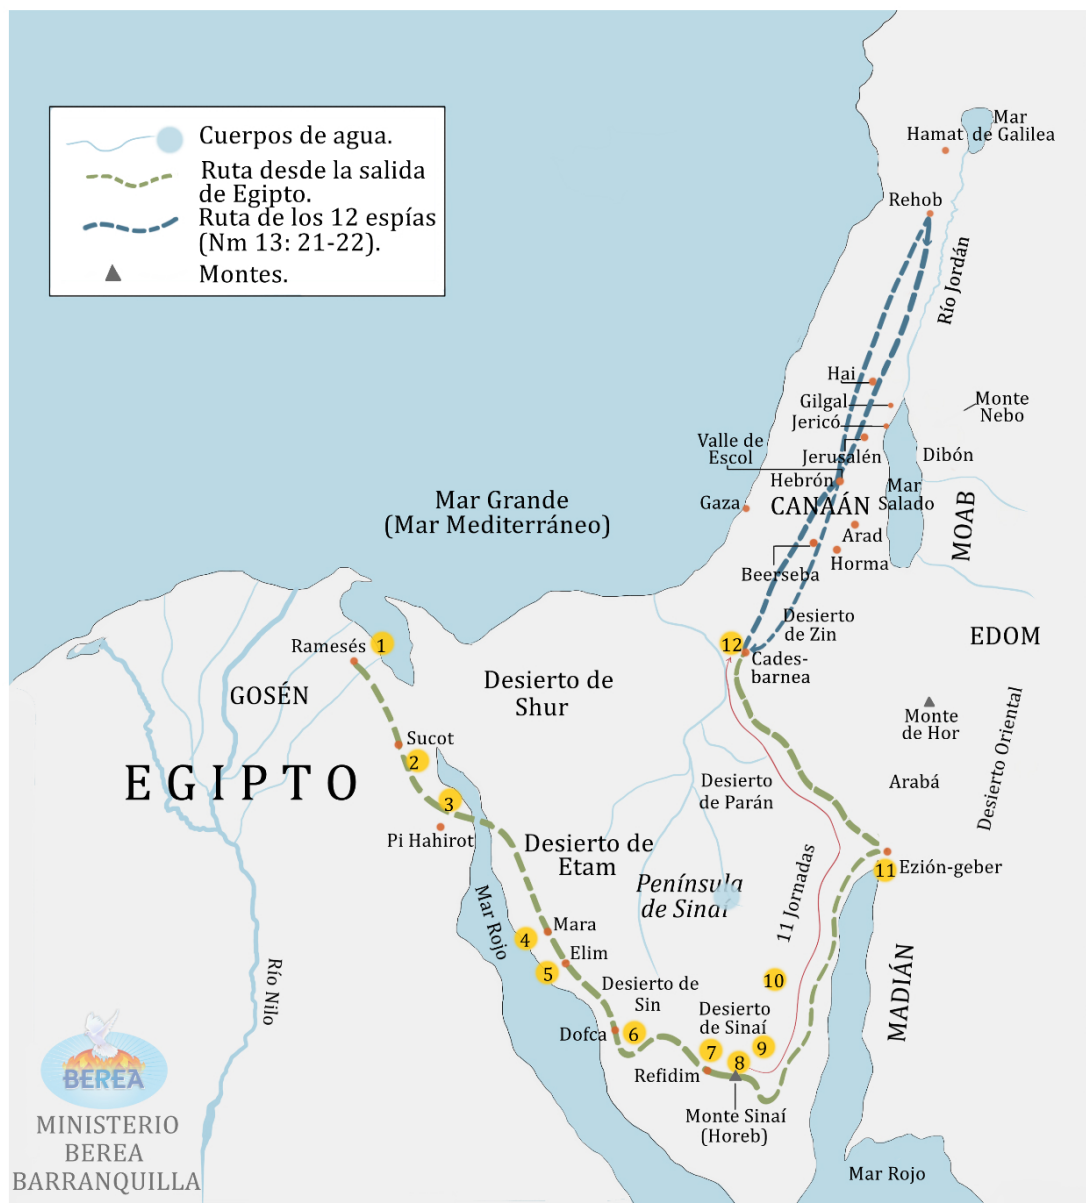 Cuerpos de agua.
Ruta desde la salida
de Egipto.
Ruta de los 12 espías
(Nm 13: 21-22).
Montes.
Mar
de Galilea
Hamat
Rehob
Río Jordán
Hai
Gilgal
Jericó
Monte
Nebo
Valle de
Escol
Jerusalén
Dibón
Hebrón
Mar
Salado
Gaza
CANAÁN
MOAB
Arad
Horma
Beerseba
Mar Grande
(Mar Mediterráneo)
Desierto
de Zin
12
Cades-
barnea
EDOM
1
Ramesés
GOSÉN
Desierto de
Shur
Monte
de Hor
Desierto Oriental
Sucot
2
EGIPTO
3
Pi Hahirot
Desierto
de Parán
Arabá
Desierto de
Etam
Península
de Sinaí
11 Jornadas
11
Ezión-geber
Mar Rojo
Mara
4
Elim
5
Río Nilo
Desierto de
Sin
10
MADIÁN
Dofca
6
Desierto
de Sinaí
7
8
9
Refidim
Monte Sinaí
(Horeb)
Mar Rojo
BEREA
MINISTERIO
BEREA
BARRANQUILLA